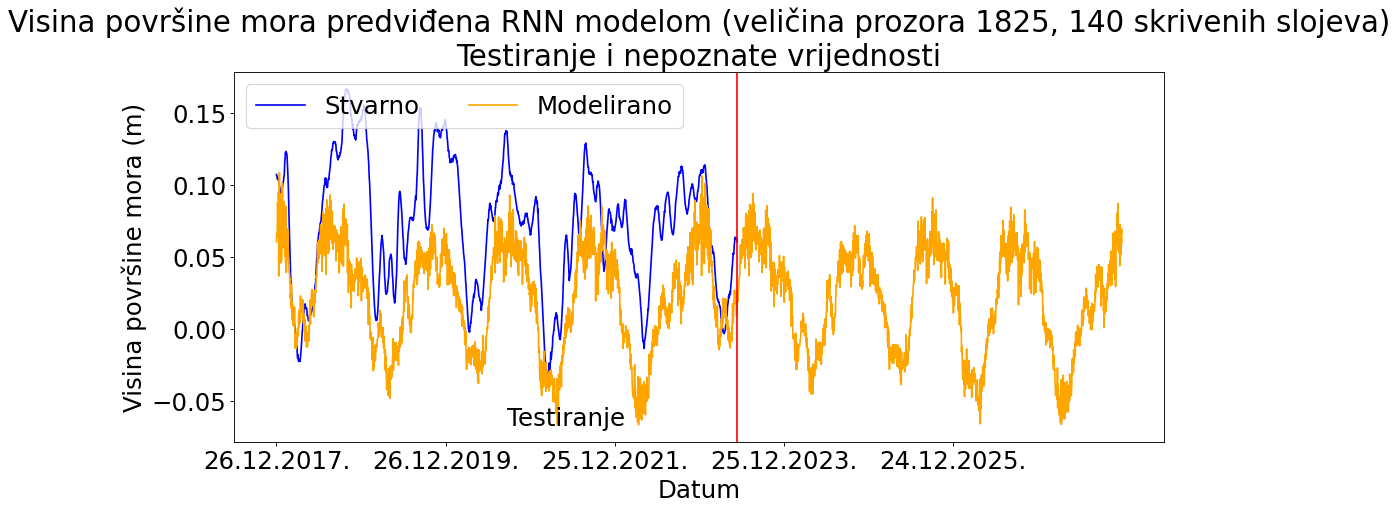 Visina površine mora predviđena RNN modelom (veličina prozora 1825, 140 skrivenih slojeva)
Testiranje i nepoznate vrijednosti
Stvarno
Modelirano
Visina površine mora (m)
0.15
0.10
0.05
0.00
−0.05
Testiranje
26.12.2017.
26.12.2019.
25.12.2021.
25.12.2023.
24.12.2025.
Datum